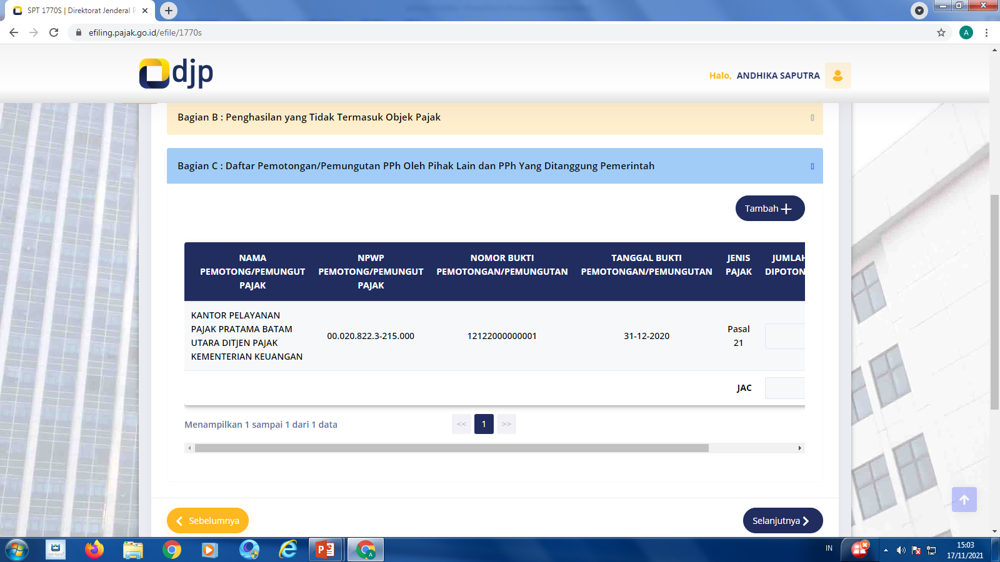 SPT 1770S | Direktorat Jenderal P
efiling.pajak.go.id/efile/1770s
A
djp
Halo, ANDHIKA SAPUTRA
Bagian B : Penghasilan yang Tidak Termasuk Objek Pajak
Bagian C : Daftar Pemotongan/Pemungutan PPh Oleh Pihak Lain dan PPh Yang Ditanggung Pemerintah
Tambah
NAMA PEMOTONG/PEMUNGUT PAJAK
NPWP PEMOTONG/PEMUNGUT PAJAK
NOMOR BUKTI PEMOTONGAN/PEMUNGUTAN
TANGGAL BUKTI PEMOTONGAN/PEMUNGUTAN
JENIS PAJAK
JUMLAH DIPOTON
KANTOR PELAYANAN
PAJAK PRATAMA BATAM
UTARA DITJEN PAJAK
KEMENTERIAN KEUANGAN
00.020.822.3-215.000
12122000000001
31-12-2020
Pasal
21
JAC
Menampilkan 1 sampai 1 dari 1 data
<< 1 >>
Sebelumnya
Selanjutnya
IN
15:03
17/11/2021